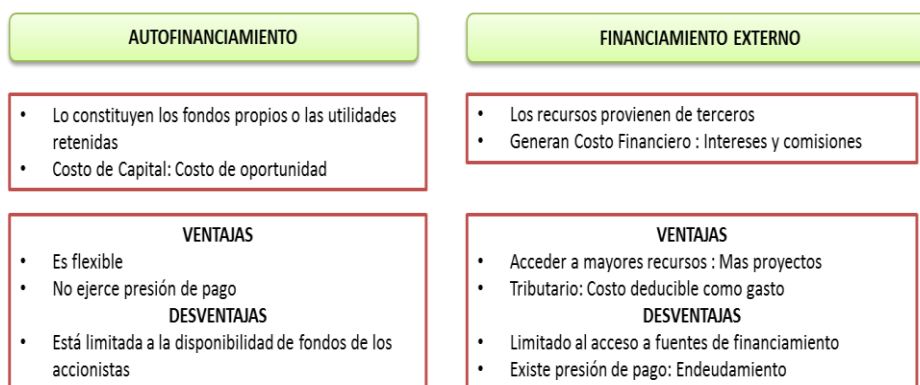 AUTOFINANCIAMIENTO
• Lo constituyen los fondos propios o las utilidades
retenidas
• Costo de Capital: Costo de oportunidad
VENTAJAS
• Es flexible
• No ejerce presión de pago
DESVENTAJAS
• Está limitada a la disponibilidad de fondos de los
accionistas
FINANCIAMIENTO EXTERNO
• Los recursos provienen de terceros
• Generan Costo Financiero : Intereses y comisiones
VENTAJAS
• Acceder a mayores recursos : Mas proyectos
• Tributario: Costo deducible como gasto
DESVENTAJAS
• Limitado al acceso a fuentes de financiamiento
• Existe presión de pago: Endeudamiento